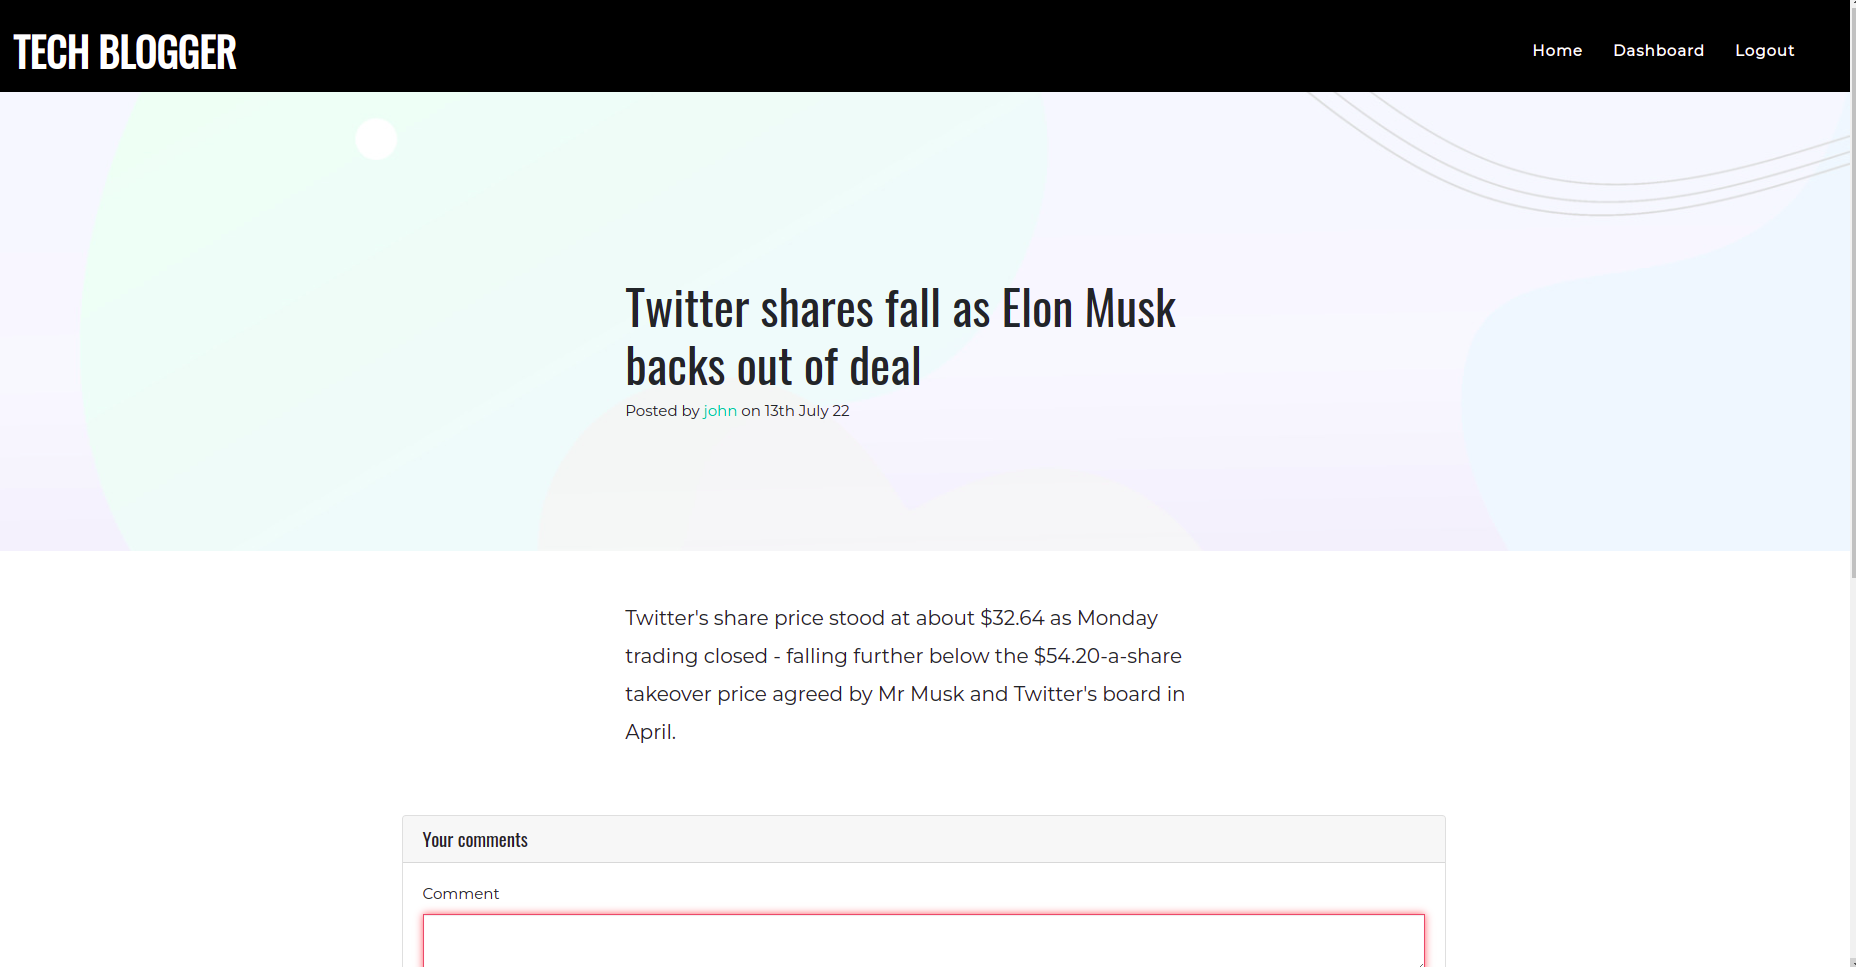 TECH BLOGGER
Home Dashboard Logout
Twitter shares fall as Elon Musk
backs out of deal
Posted by john on 13th July 22
Twitter's share price stood at about $32.64 as Monday
trading closed - falling further below the $54.20-a-share
takeover price agreed by Mr Musk and Twitter's board in
April.
Your comments
Comment